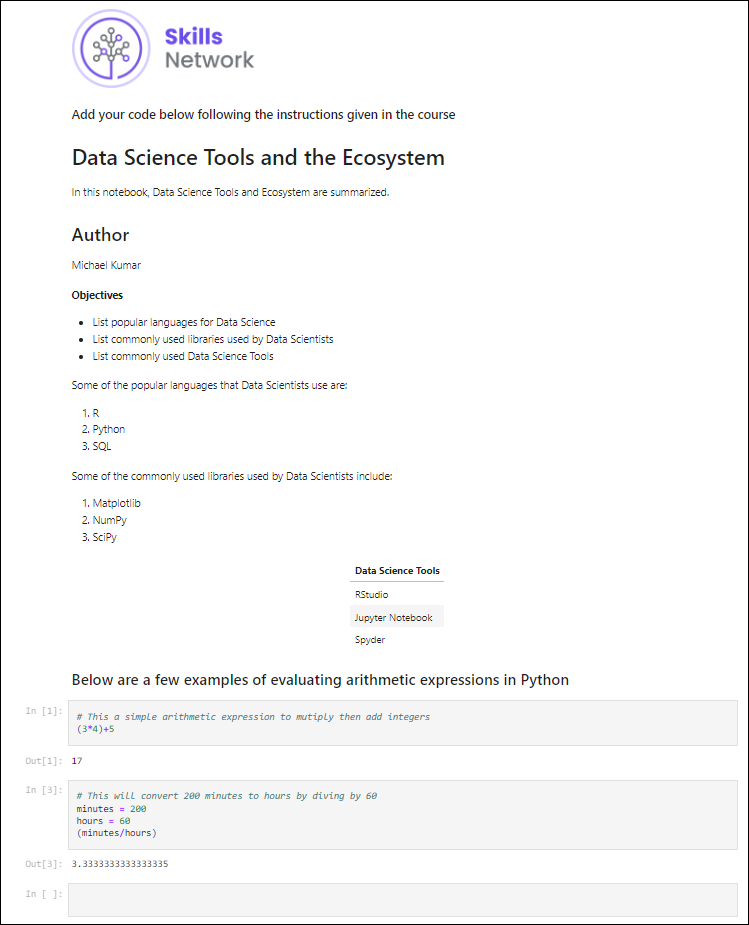 Skills
Network
Add your code below following the instructions given in the course
Data Science Tools and the Ecosystem
In this notebook, Data Science Tools and Ecosystem are summarized.
Author
Michael Kumar
Objectives
• List popular languages for Data Science
• List commonly used libraries used by Data Scientists
• List commonly used Data Science Tools
Some of the popular languages that Data Scientists use are:
1. R
2. Python
3. SQL
Some of the commonly used libraries used by Data Scientists include:
1. Matplotlib
2. NumPy
3. SciPy
Data Science Tools
RStudio
Jupyter Notebook
Spyder
Below are a few examples of evaluating arithmetic expressions in Python
In [1]:
# This a simple arithmetic expression to mutiply then add integers
(3*4)+5
Out[1]: 17
In [3]:
# This will convert 200 minutes to hours by diving by 60
minutes = 200
hours = 60
(minutes/hours)
Out[3]: 3.3333333333333335
In [ ]: